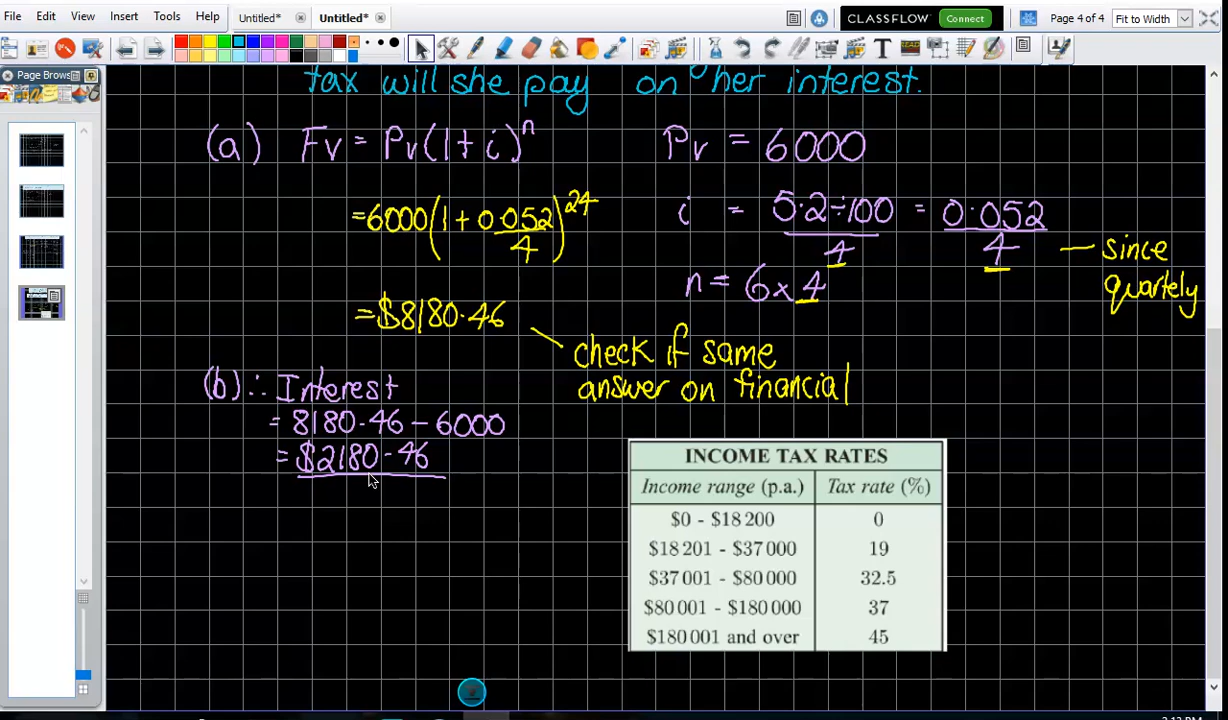 File Edit View Insert Tools Help Untitled* Untitled* CLASSFLOW Connect Page 4 of 4 Fit to Width
Page Brows
tax will she pay on her interest.
(a) Fv = Pv(1+i)^n Pv = 6000
=6000(1+0.052/4)^24 i = 5.2÷100/4 = 0.052/4 — since quartely
n = 6×4
=$8180.46
check if same
answer on financial
(b) ∴ Interest
= 8180.46 - 6000
= $2180.46
INCOME TAX RATES
Income range (p.a.) Tax rate (%)
$0 - $18 200 0
$18 201 - $37 000 19
$37 001 - $80 000 32.5
$80 001 - $180 000 37
$180 001 and over 45